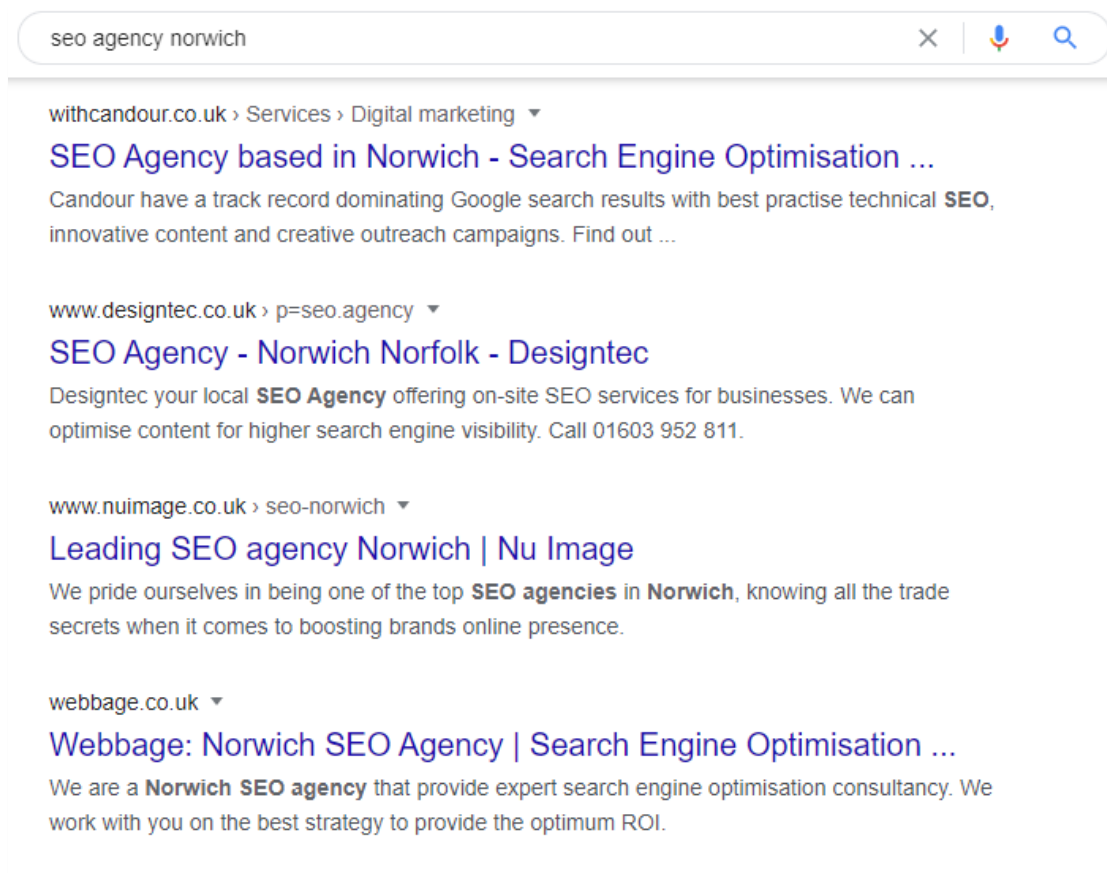 seo agency norwich
withcandour.co.uk › Services › Digital marketing
SEO Agency based in Norwich - Search Engine Optimisation ...
Candour have a track record dominating Google search results with best practise technical SEO,
innovative content and creative outreach campaigns. Find out ...
www.designtec.co.uk › p=seo.agency
SEO Agency - Norwich Norfolk - Designtec
Designtec your local SEO Agency offering on-site SEO services for businesses. We can
optimise content for higher search engine visibility. Call 01603 952 811.
www.nuimage.co.uk › seo-norwich
Leading SEO agency Norwich | Nu Image
We pride ourselves in being one of the top SEO agencies in Norwich, knowing all the trade
secrets when it comes to boosting brands online presence.
webbage.co.uk
Webbage: Norwich SEO Agency | Search Engine Optimisation ...
We are a Norwich SEO agency that provide expert search engine optimisation consultancy. We
work with you on the best strategy to provide the optimum ROI.